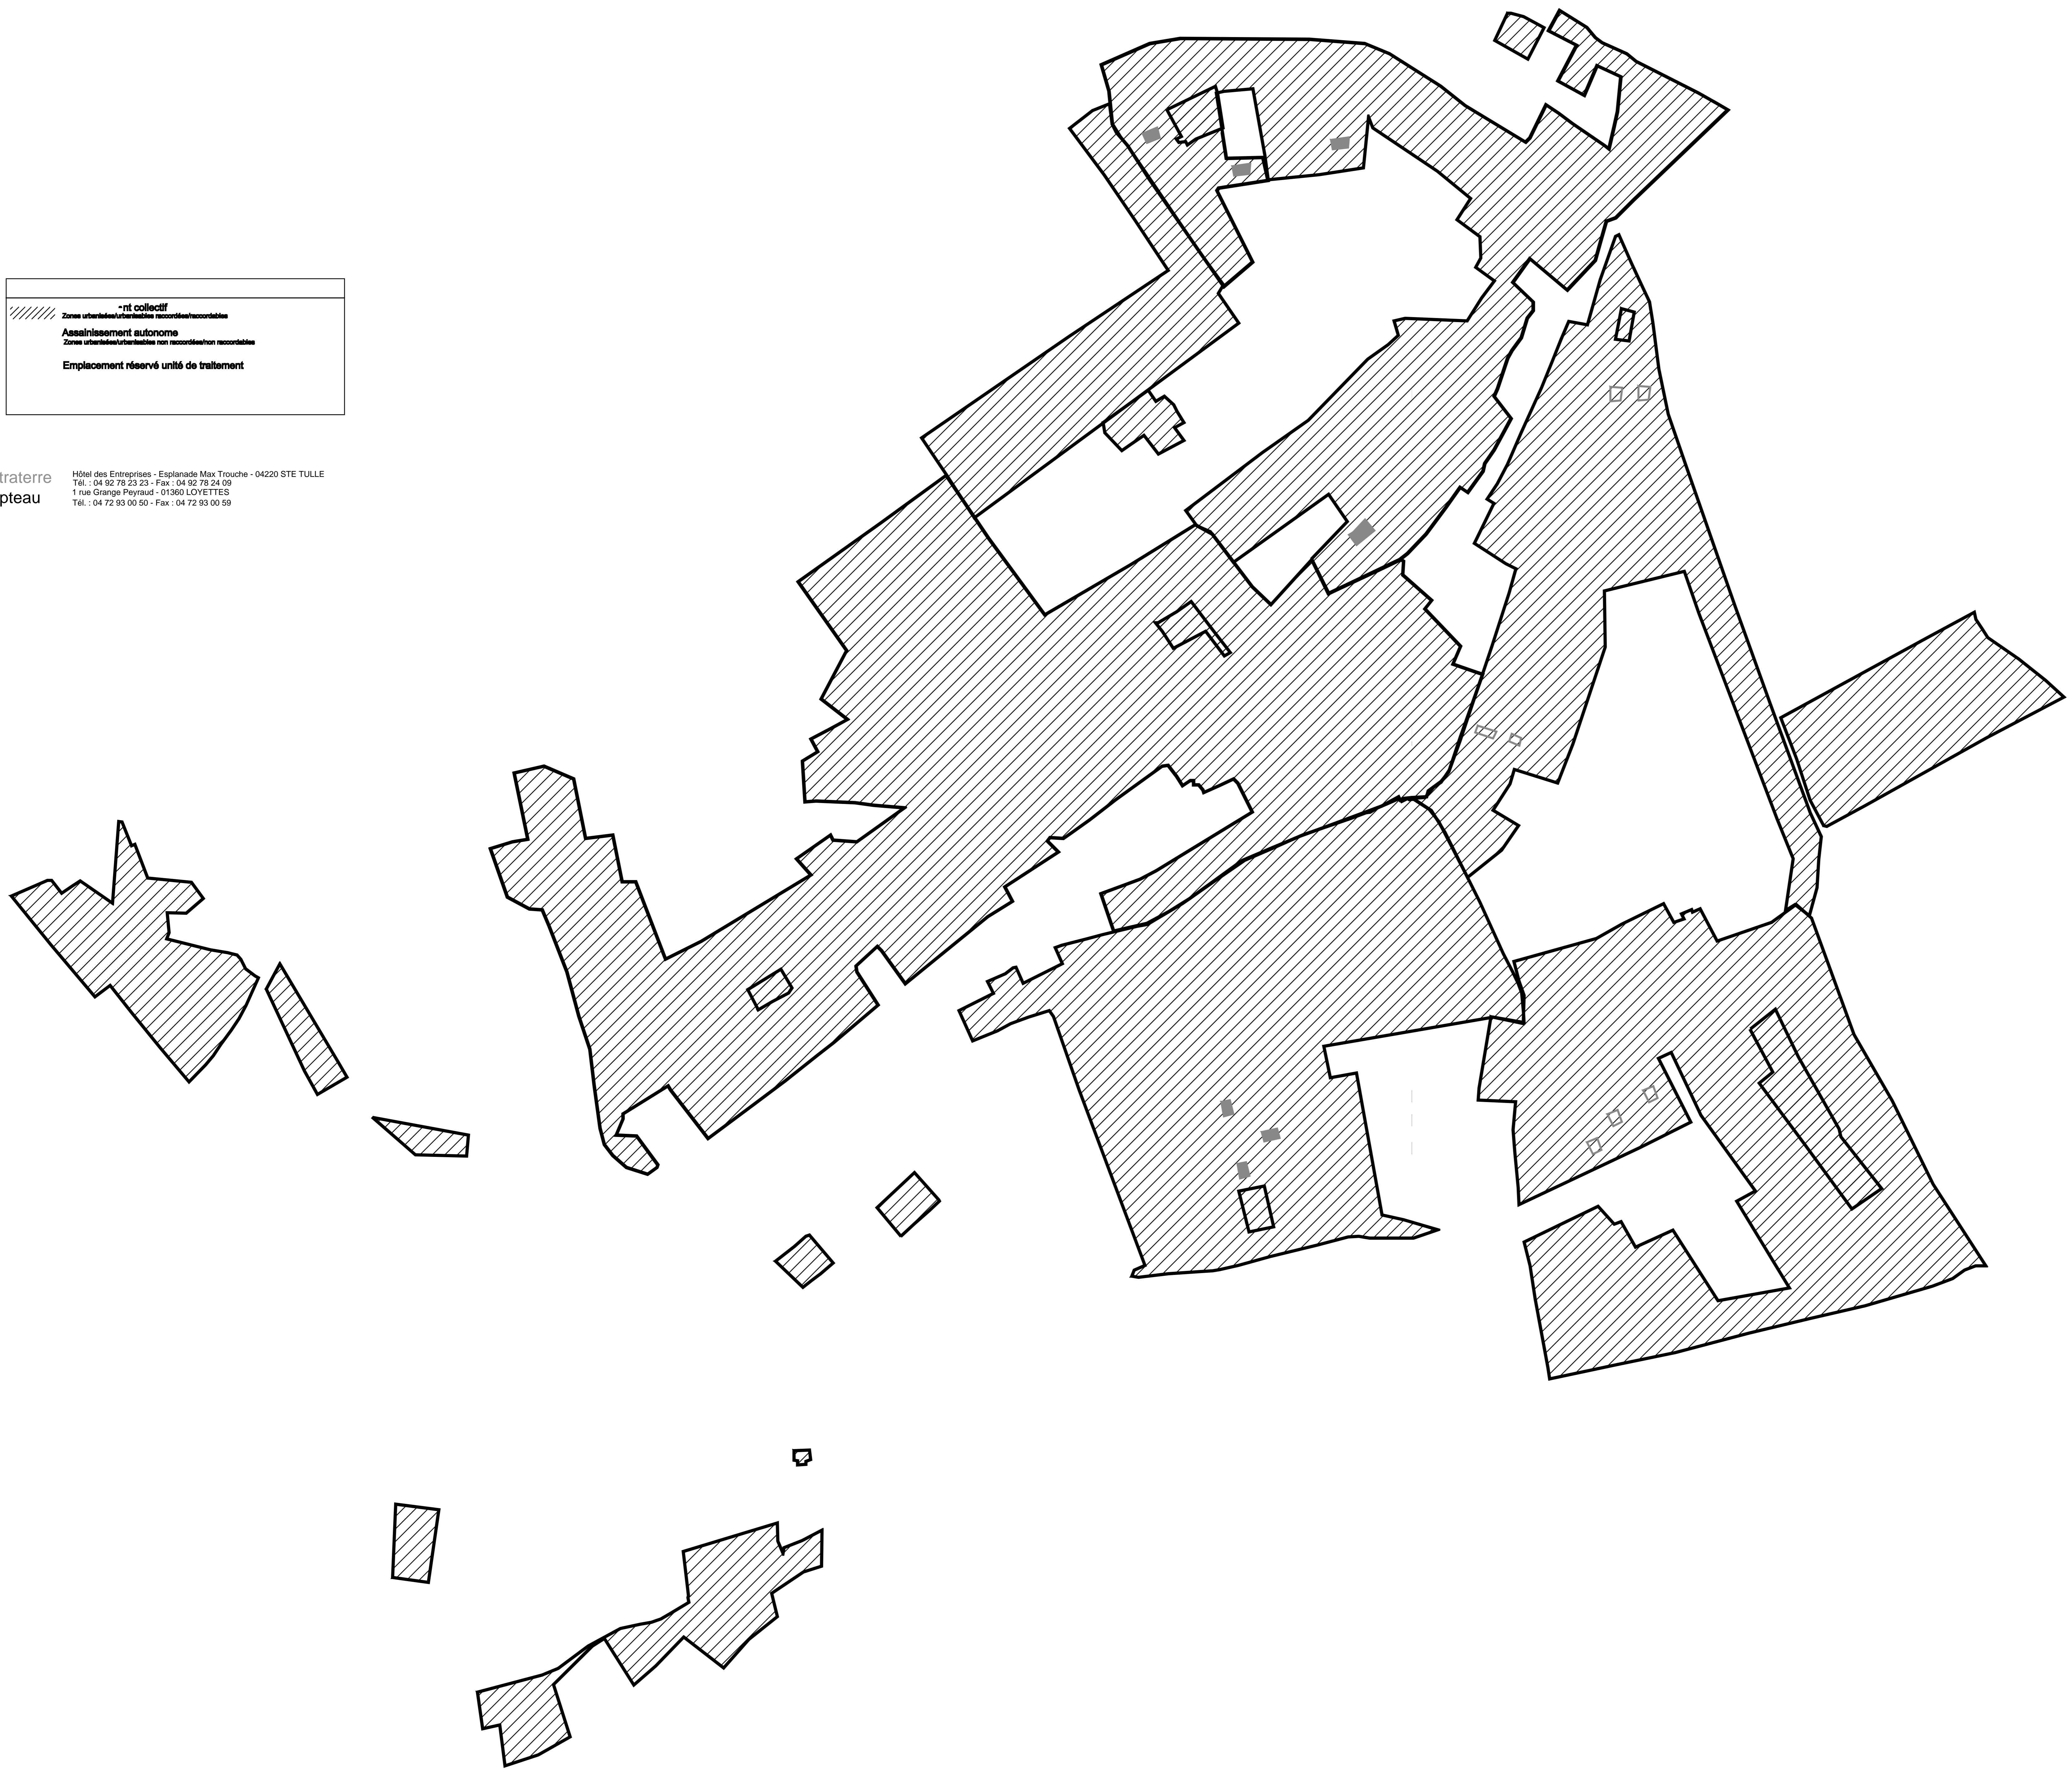 -nt collectif
Zones urbanisées/urbanisables raccordées/raccordables
Assainissement autonome
Zones urbanisées/urbanisables non raccordées/non raccordables
Emplacement réservé unité de traitement
traterre
pteau
Hôtel des Entreprises - Esplanade Max Trouche - 04220 STE TULLE
Tél. : 04 92 78 23 23 - Fax : 04 92 78 24 09
1 rue Grange Peyraud - 01360 LOYETTES
Tél. : 04 72 93 00 50 - Fax : 04 72 93 00 59